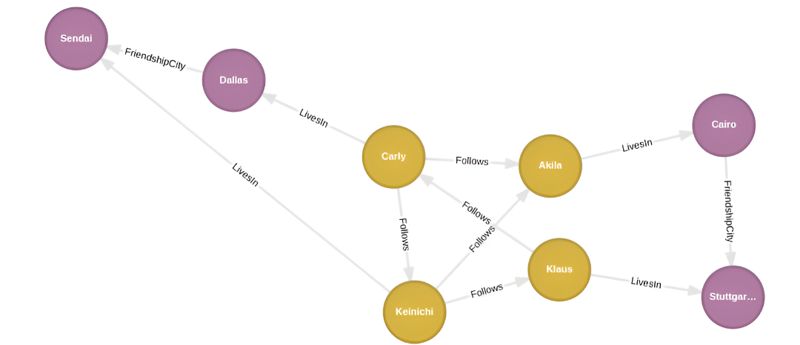 Sendai
FriendshipCity
Dallas
LivesIn
Cairo
Carly
Follows
Akila
LivesIn
LivesIn
Follows
Follows
Follows
FriendshipCity
Klaus
LivesIn
Follows
Keinichi
Stuttgar...